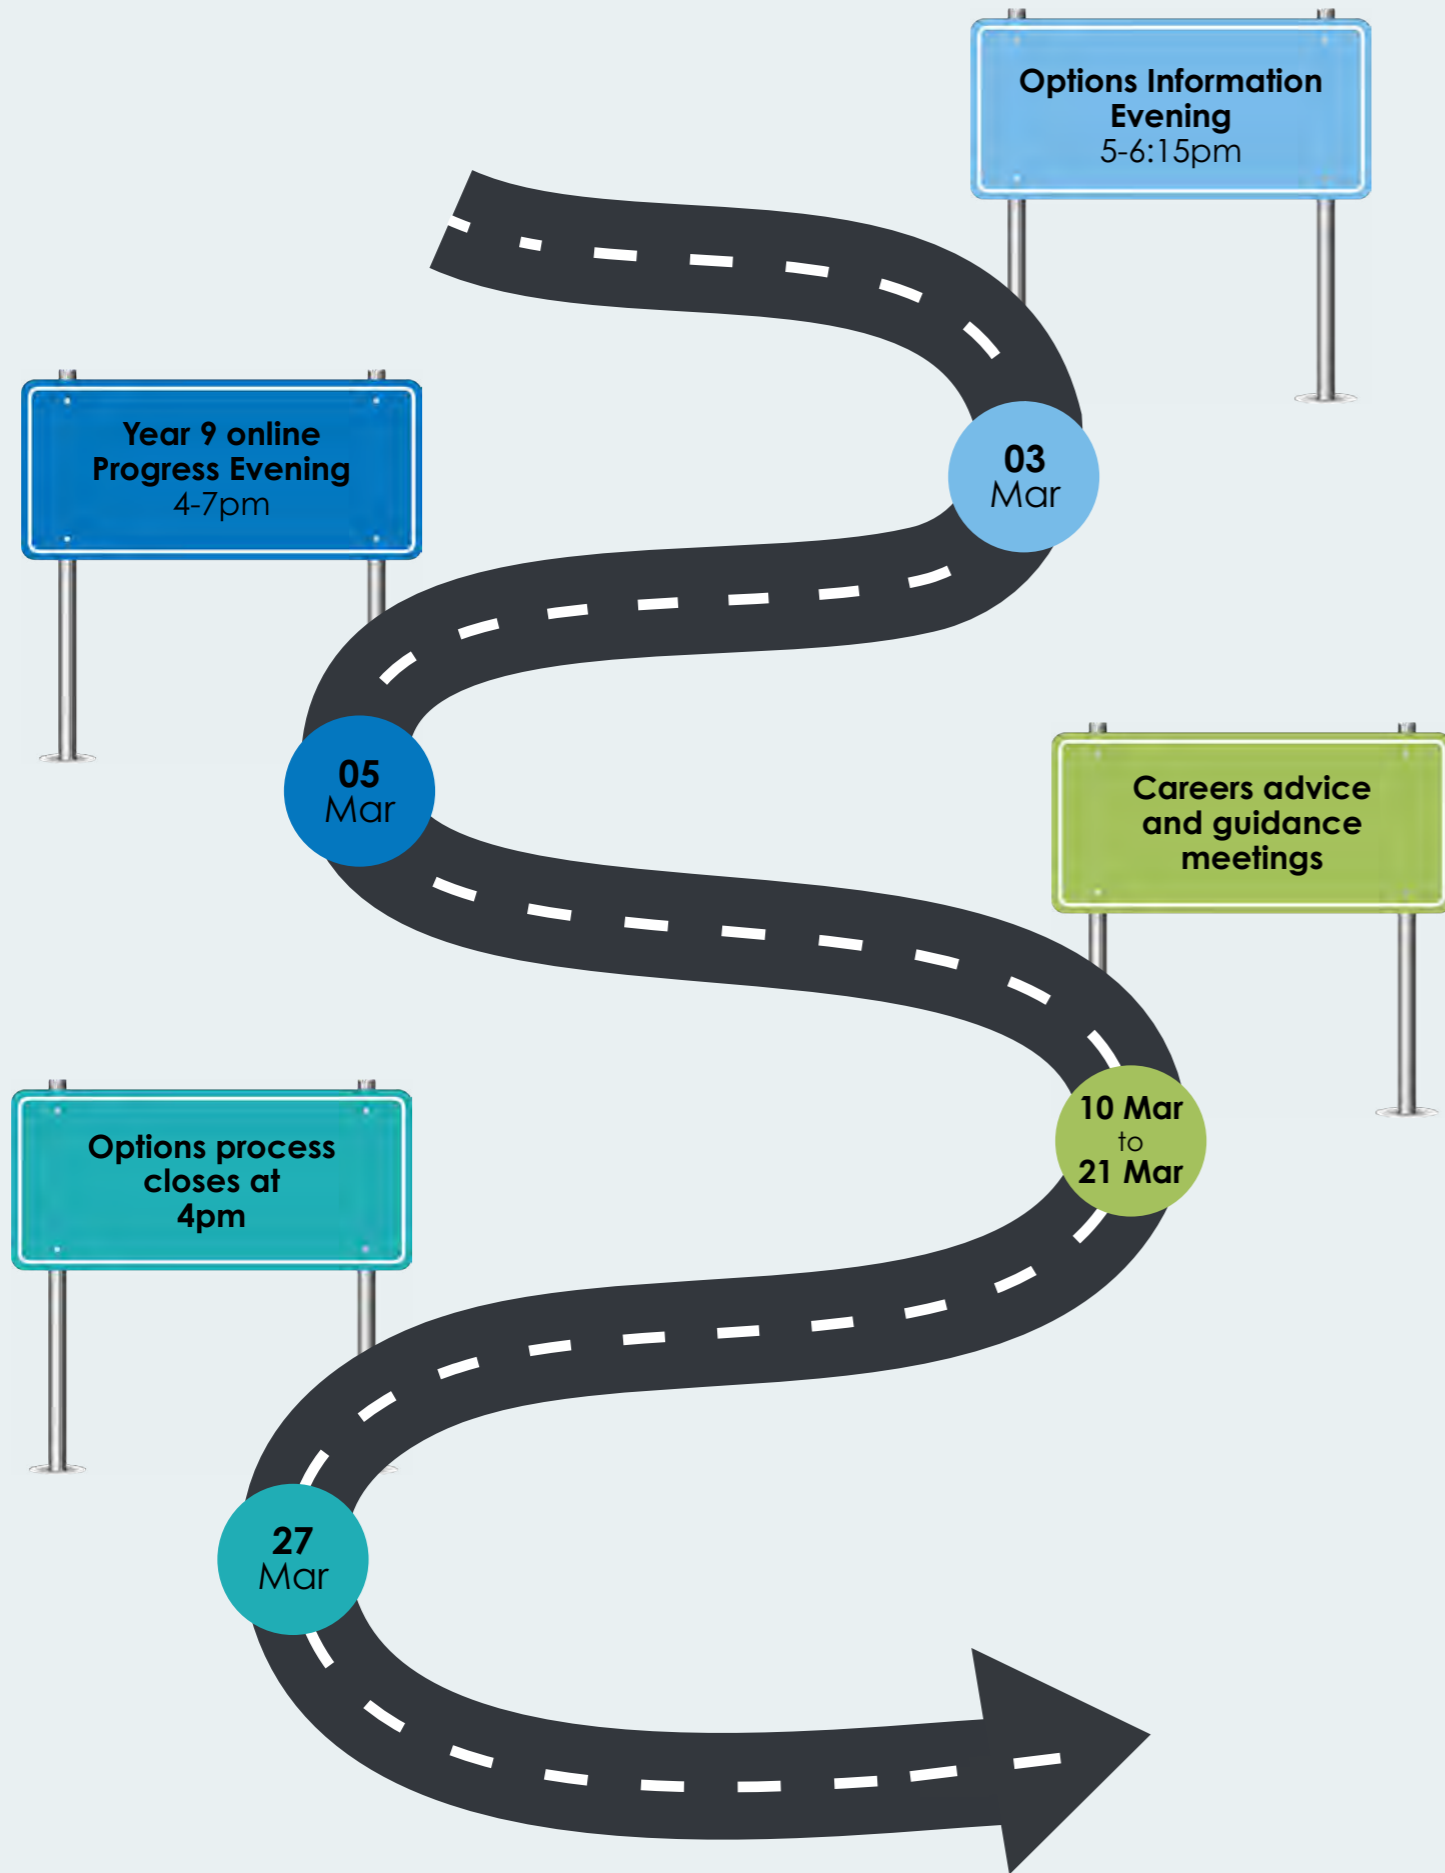 Options Information
Evening
5-6:15pm
03
Mar
Year 9 online
Progress Evening
4-7pm
05
Mar
Careers advice
and guidance
meetings
10 Mar
to
21 Mar
Options process
closes at
4pm
27
Mar